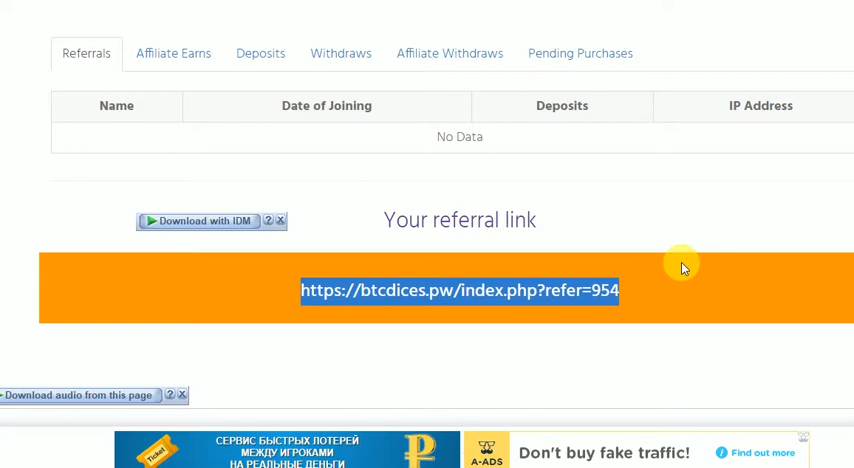 Referrals Affiliate Earns Deposits Withdraws Affiliate Withdraws Pending Purchases
Name Date of Joining Deposits IP Address
No Data
Download with IDM ? X
Your referral link
https://btcdices.pw/index.php?refer=954
Download audio from this page ? X
Ticket
СЕРВИС БЫСТРЫХ ЛОТЕРЕЙ
МЕЖДУ ИГРОКАМИ
НА РЕАЛЬНЫЕ ДЕНЬГИ
A-ADS
Don't buy fake traffic!
Find out more